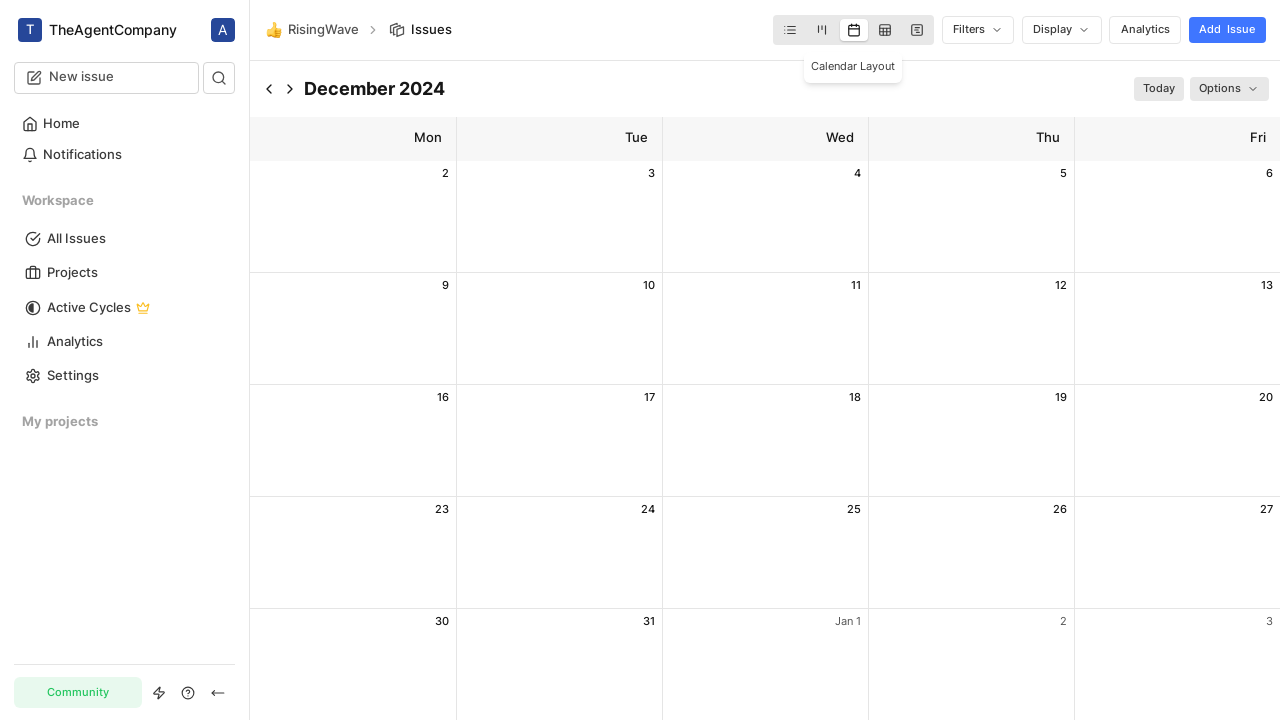 T TheAgentCompany A
New issue
Home
Notifications
Workspace
All Issues
Projects
Active Cycles
Analytics
Settings
My projects
Community
RisingWave Issues
Filters Display Analytics Add Issue
Calendar Layout
December 2024
Today Options
Mon Tue Wed Thu Fri
2 3 4 5 6
9 10 11 12 13
16 17 18 19 20
23 24 25 26 27
30 31 Jan 1 2 3